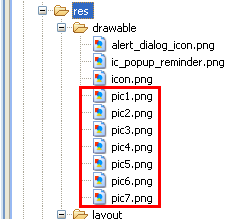 res
drawable
alert_dialog_icon.png
ic_popup_reminder.png
icon.png
pic1.png
pic2.png
pic3.png
pic4.png
pic5.png
pic6.png
pic7.png
layout